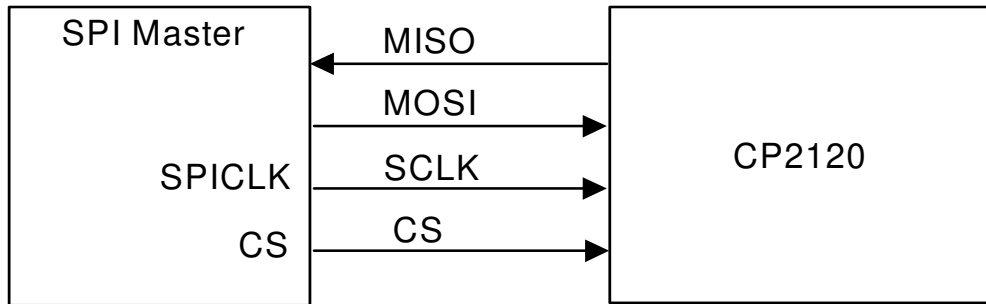 SPI Master
MISO
MOSI
CP2120
SPICLK
SCLK
CS
CS